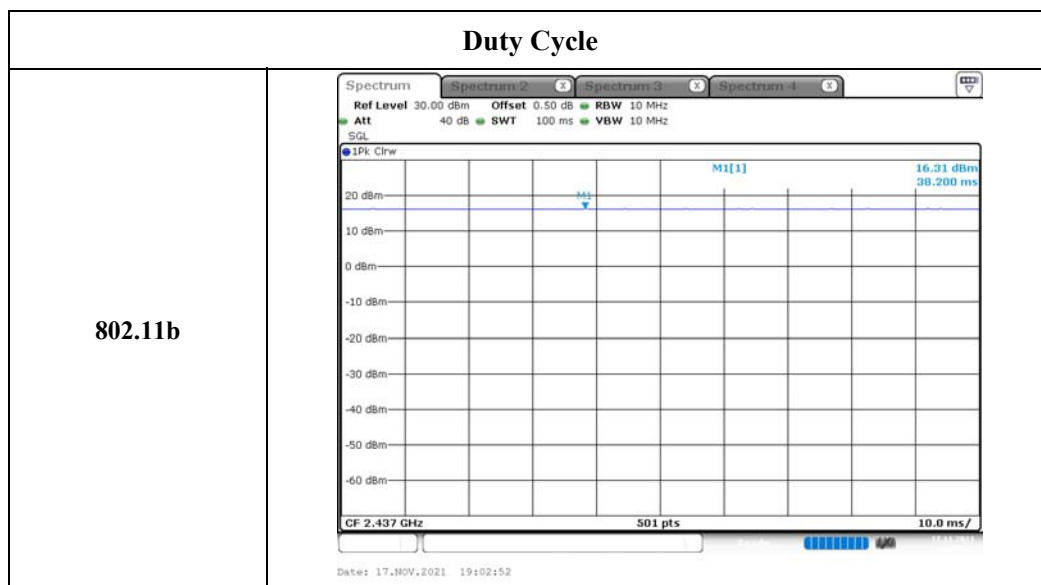 Duty Cycle
802.11b
Spectrum Spectrum 2 X Spectrum 3 X Spectrum 4 X
Ref Level 30.00 dBm Offset 0.50 dB RBW 10 MHz
Att 40 dB SWT 100 ms VBW 10 MHz
SGL
1Pk Clrw
M1[1] 16.31 dBm
38.200 ms
20 dBm
M1
10 dBm
0 dBm
-10 dBm
-20 dBm
-30 dBm
-40 dBm
-50 dBm
-60 dBm
CF 2.437 GHz 501 pts 10.0 ms/
Date: 17.NOV.2021 19:02:52